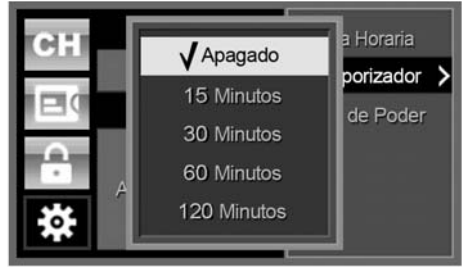 CH
✓ Apagado
15 Minutos
30 Minutos
60 Minutos
120 Minutos
A
a Horaria
porizador >
de Poder